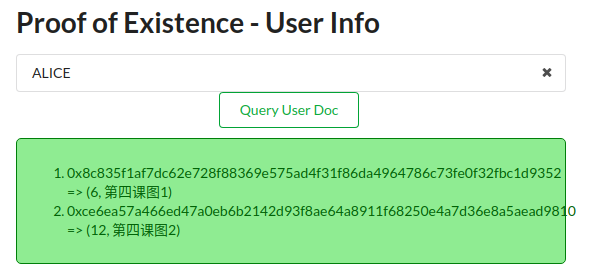 Proof of Existence - User Info
ALICE
Query User Doc
1. 0x8c835f1af7dc62e728f88369e575ad4f31f86da4964786c73fe0f32fbc1d9352
=> (6, 第四课图1)
2. 0xce6ea57a466ed47a0eb6b2142d93f8ae64a8911f68250e4a7d36e8a5aead9810
=> (12, 第四课图2)